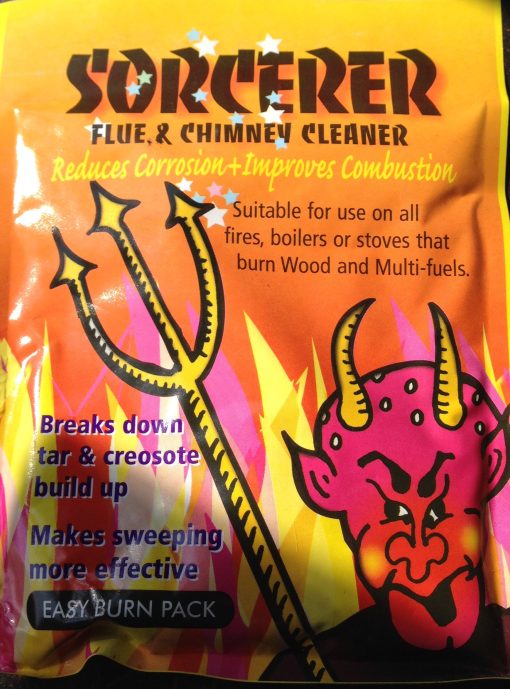 SORCERER
FLUE & CHIMNEY CLEANER
Reduces Corrosion+Improves Combustion
Suitable for use on all
fires, boilers or stoves that
burn Wood and Multi-fuels.
Breaks down
tar & creosote
build up
Makes sweeping
more effective
EASY BURN PACK